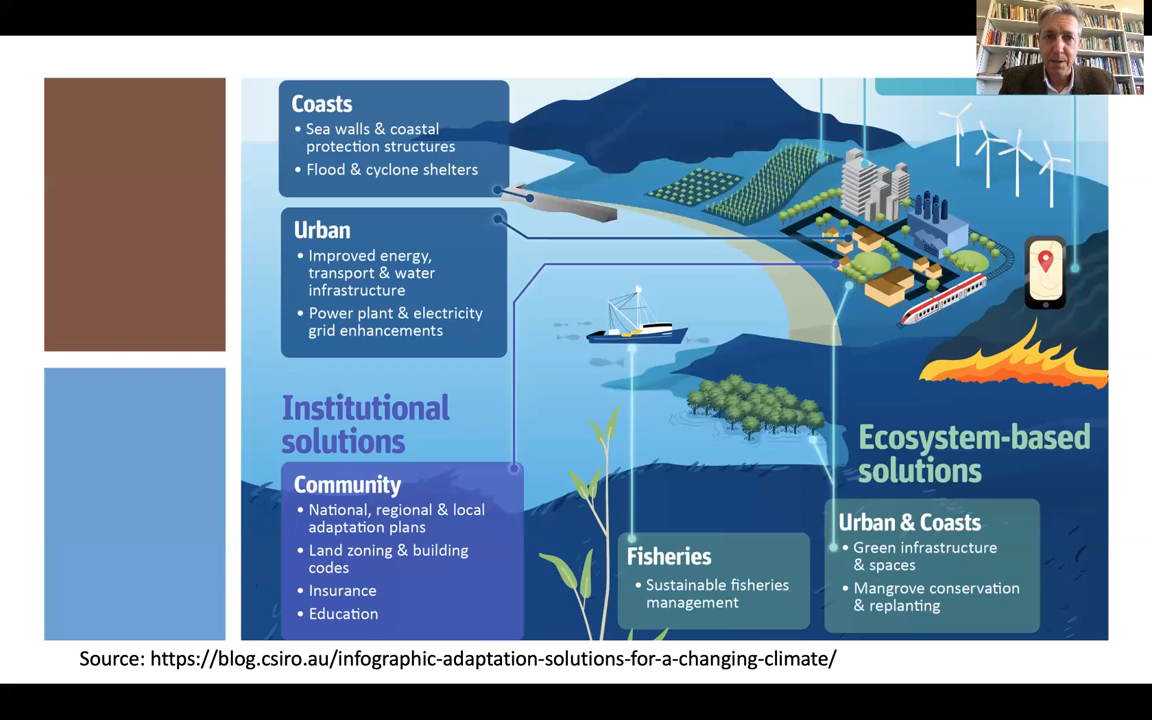 Coasts
• Sea walls & coastal
protection structures
• Flood & cyclone shelters
Urban
• Improved energy,
transport & water
infrastructure
• Power plant & electricity
grid enhancements
Institutional
solutions
Community
• National, regional & local
adaptation plans
• Land zoning & building
codes
• Insurance
• Education
Fisheries
• Sustainable fisheries
management
Ecosystem-based
solutions
Urban & Coasts
• Green infrastructure
& spaces
• Mangrove conservation
& replanting
Source: https://blog.csiro.au/infographic-adaptation-solutions-for-a-changing-climate/